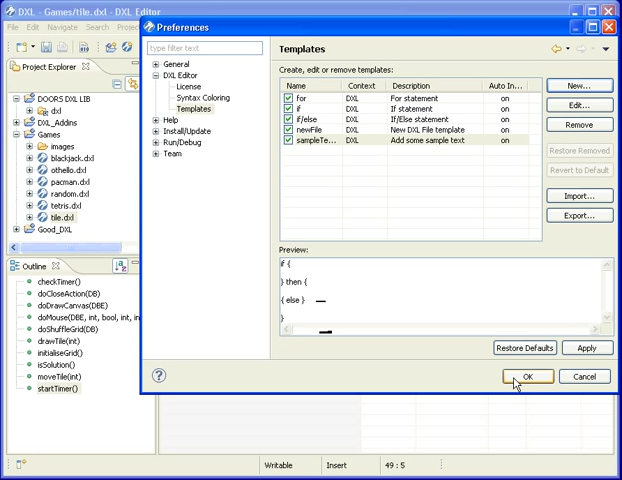 DXL - Games/tile.dxl - DXL Editor
File Edit Navigate Search Project
Preferences
type filter text
Templates
General
DXL Editor
License
Syntax Coloring
Templates
Help
Install/Update
Run/Debug
Team
Create, edit or remove templates:
Name Context Description Auto In...
for DXL For statement on
if DXL If statement on
if/else DXL If/Else statement on
newFile DXL New DXL File template on
sampleTe... DXL Add some sample text on
New...
Edit...
Remove
Restore Removed
Revert to Default
Import...
Export...
Preview:
if {
} then {
{ else }
}
Restore Defaults
Apply
OK
Cancel
Project Explorer
DOORS DXL LIB
dxl
DXL_Addins
Games
images
blackjack.dxl
othello.dxl
pacman.dxl
random.dxl
tetris.dxl
tile.dxl
Good_DXL
Outline
checkTimer()
doCloseAction(DB)
doDrawCanvas(DBE)
doMouse(DBE, int, bool, int, in
doShuffleGrid(DB)
drawTile(int)
initialiseGrid()
isSolution()
moveTile(int)
startTimer()
Writable Insert 49 : 5